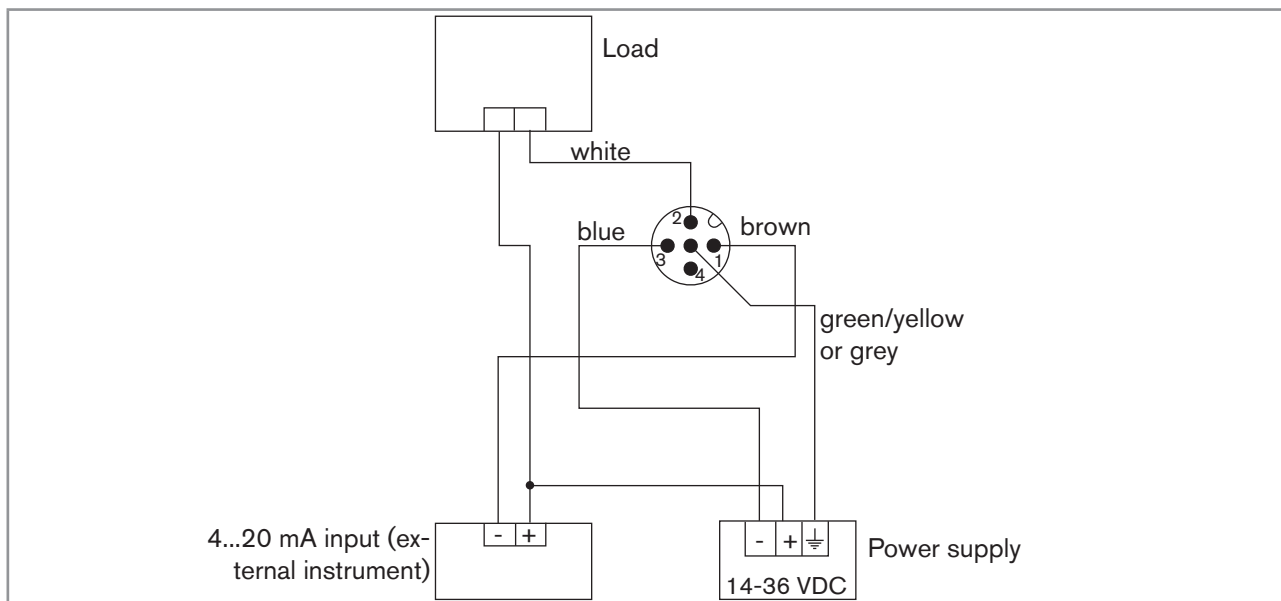 Load
white
2
blue
brown
3
1
4
green/yellow
or grey
4...20 mA input (ex-
ternal instrument)
- +
- + ⏚
Power supply
14-36 VDC